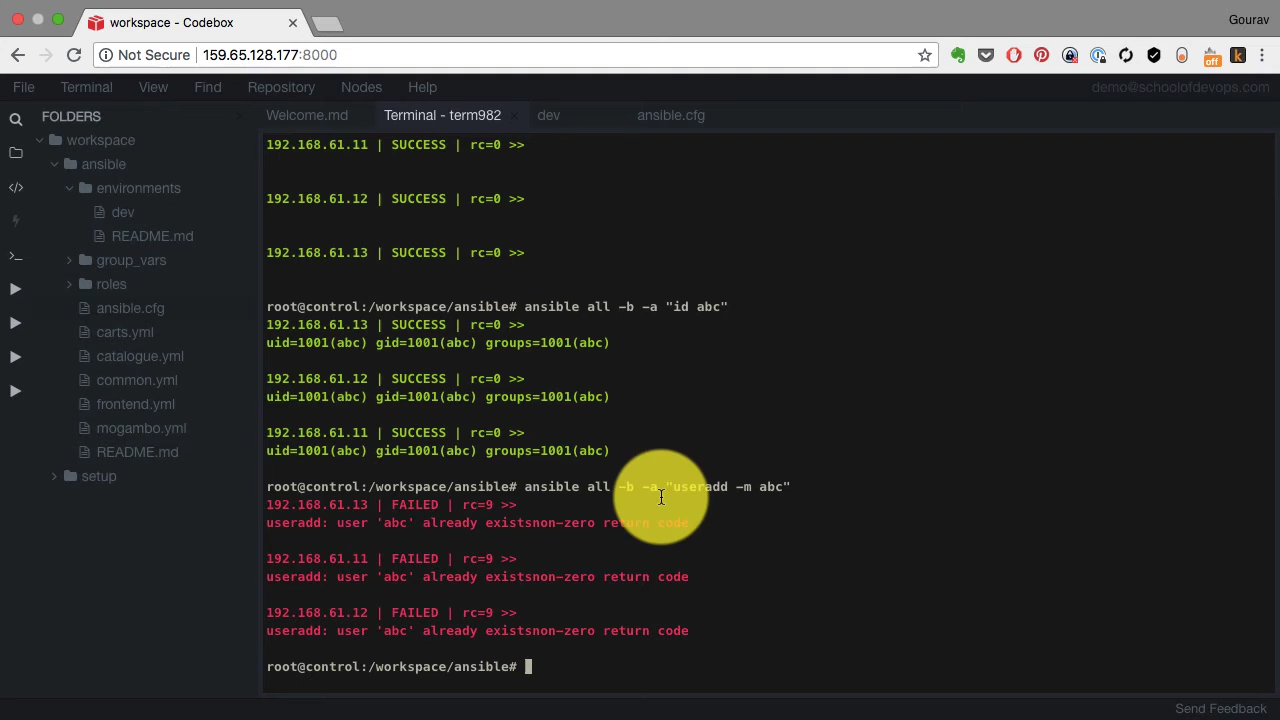 workspace - Codebox
Gourav
Not Secure
159.65.128.177:8000
off
k
File Terminal View Find Repository Nodes Help
demo@schoolofdevops.com
FOLDERS
workspace
ansible
environments
dev
README.md
group_vars
roles
ansible.cfg
carts.yml
catalogue.yml
common.yml
frontend.yml
mogambo.yml
README.md
setup
Welcome.md
Terminal - term982
dev
ansible.cfg
192.168.61.11 | SUCCESS | rc=0 >>
192.168.61.12 | SUCCESS | rc=0 >>
192.168.61.13 | SUCCESS | rc=0 >>
root@control:/workspace/ansible# ansible all -b -a "id abc"
192.168.61.13 | SUCCESS | rc=0 >>
uid=1001(abc) gid=1001(abc) groups=1001(abc)
192.168.61.12 | SUCCESS | rc=0 >>
uid=1001(abc) gid=1001(abc) groups=1001(abc)
192.168.61.11 | SUCCESS | rc=0 >>
uid=1001(abc) gid=1001(abc) groups=1001(abc)
root@control:/workspace/ansible# ansible all -b -a "useradd -m abc"
192.168.61.13 | FAILED | rc=9 >>
useradd: user 'abc' already existsnon-zero return code
192.168.61.11 | FAILED | rc=9 >>
useradd: user 'abc' already existsnon-zero return code
192.168.61.12 | FAILED | rc=9 >>
useradd: user 'abc' already existsnon-zero return code
root@control:/workspace/ansible#
Send Feedback